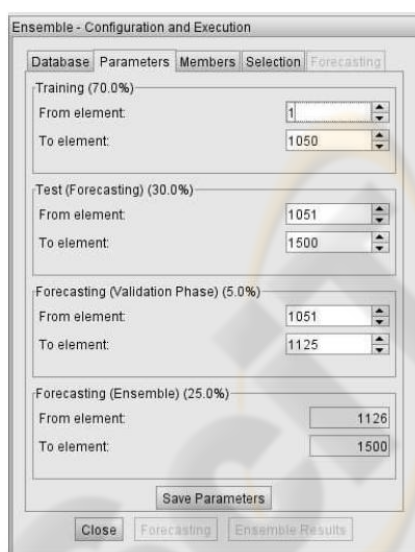 Ensemble - Configuration and Execution
Database Parameters Members Selection Forecasting
Training (70.0%)
From element: 1
To element: 1050
Test (Forecasting) (30.0%)
From element: 1051
To element: 1500
Forecasting (Validation Phase) (5.0%)
From element: 1051
To element: 1125
Forecasting (Ensemble) (25.0%)
From element: 1126
To element: 1500
Save Parameters
Close Forecasting Ensemble Results